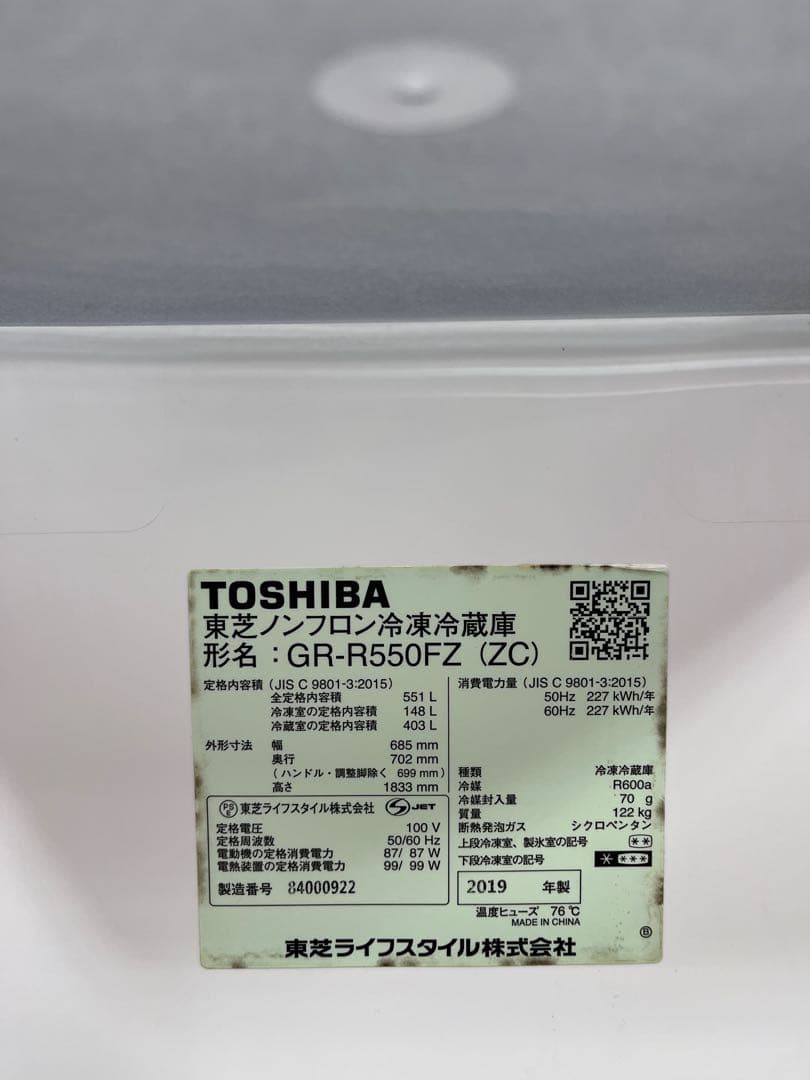 TOSHIBA
東芝ノンフロン冷凍冷蔵庫
形名：GR-R550FZ (ZC)
定格内容積 (JIS C 9801-3:2015)
全定格内容積 551 L
冷凍室の定格内容積 148 L
冷蔵室の定格内容積 403 L
外形寸法 幅 685 mm
奥行 702 mm
(ハンドル・調整脚除く 699 mm)
高さ 1833 mm
消費電力量 (JIS C 9801-3:2015)
50Hz 227 kWh/年
60Hz 227 kWh/年
種類 冷凍冷蔵庫
冷媒 R600a
冷媒封入量 70 g
質量 122 kg
断熱発泡ガス シクロペンタン
上段冷凍室、製氷室の記号 **
下段冷凍室の記号 * ***
PS E 東芝ライフスタイル株式会社 S JET
定格電圧 100 V
定格周波数 50/60 Hz
電動機の定格消費電力 87/ 87 W
電熱装置の定格消費電力 99/ 99 W
製造番号 84000922
2019 年製
温度ヒューズ 76 ℃
MADE IN CHINA
Ⓑ
東芝ライフスタイル株式会社